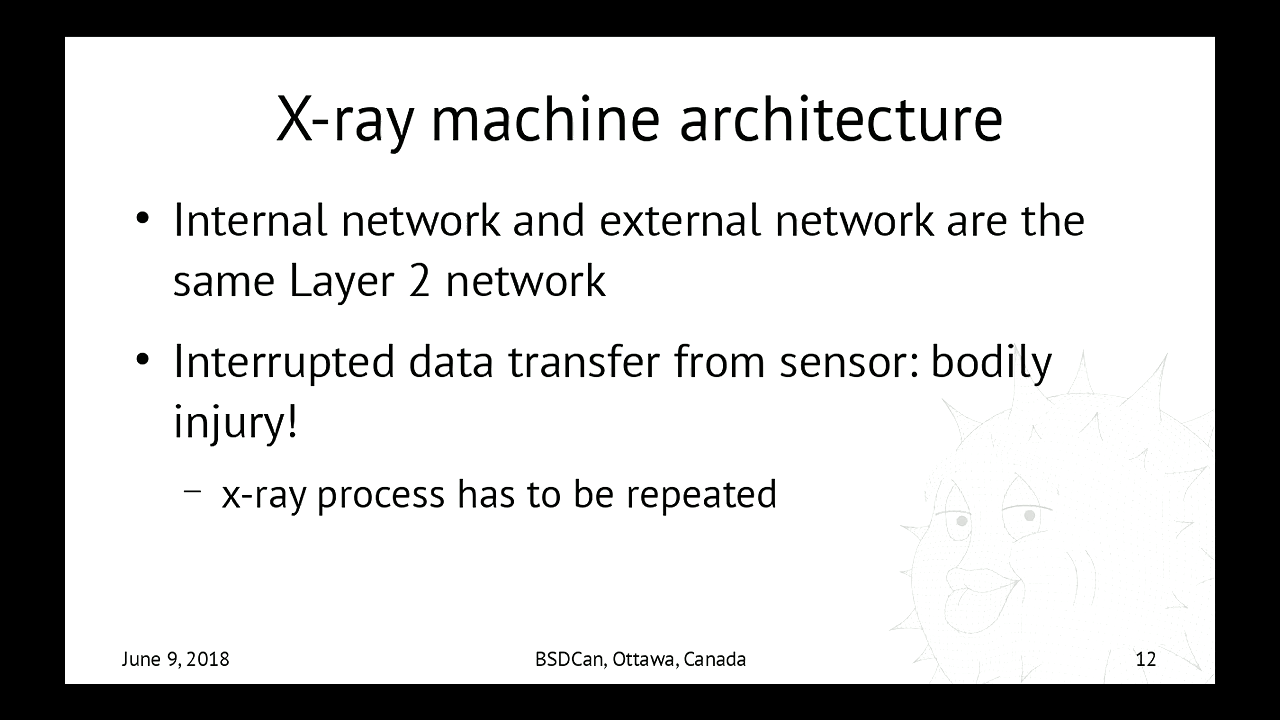 X-ray machine architecture
• Internal network and external network are the
same Layer 2 network
• Interrupted data transfer from sensor: bodily
injury!
– x-ray process has to be repeated
June 9, 2018
BSDCan, Ottawa, Canada
12